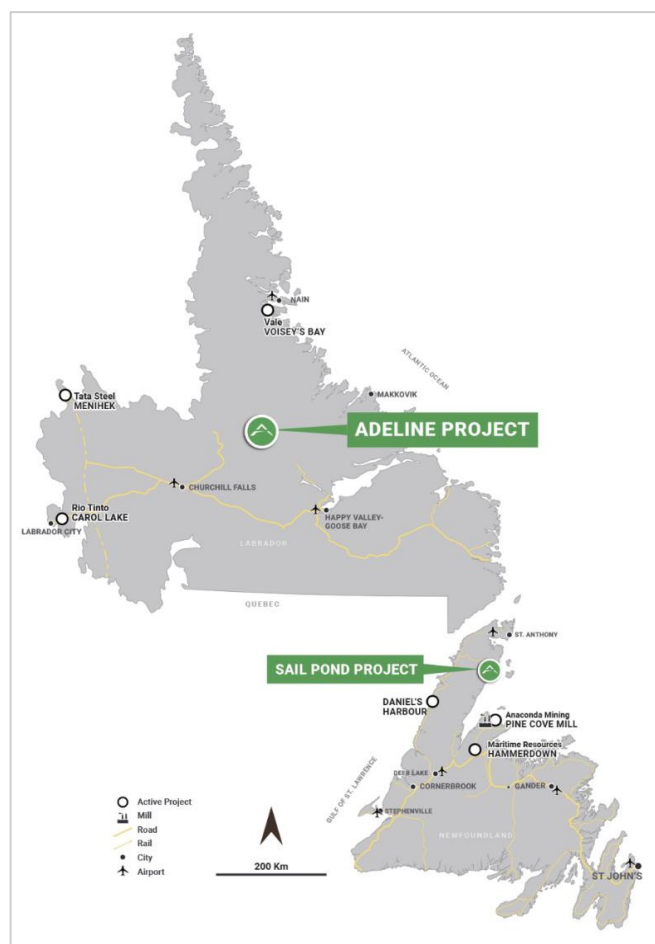 NAIN
Vale
VOISEY'S BAY
ATLANTIC OCEAN
MAKKOVIK
Tata Steel
MENIHEK
ADELINE PROJECT
CHURCHILL FALLS
Rio Tinto
CAROL LAKE
LABRADOR CITY
HAPPY VALLEY-
GOOSE BAY
LABRADOR
QUEBEC
ST. ANTHONY
SAIL POND PROJECT
DANIEL'S
HARBOUR
Anaconda Mining
PINE COVE MILL
Maritime Resources
HAMMERDOWN
DEER LAKE
CORNERBROOK
GANDER
GULF OF ST. LAWRENCE
STEPHENVILLE
NEWFOUNDLAND
ST JOHN'S
Active Project
Mill
Road
Rail
City
Airport
200 Km